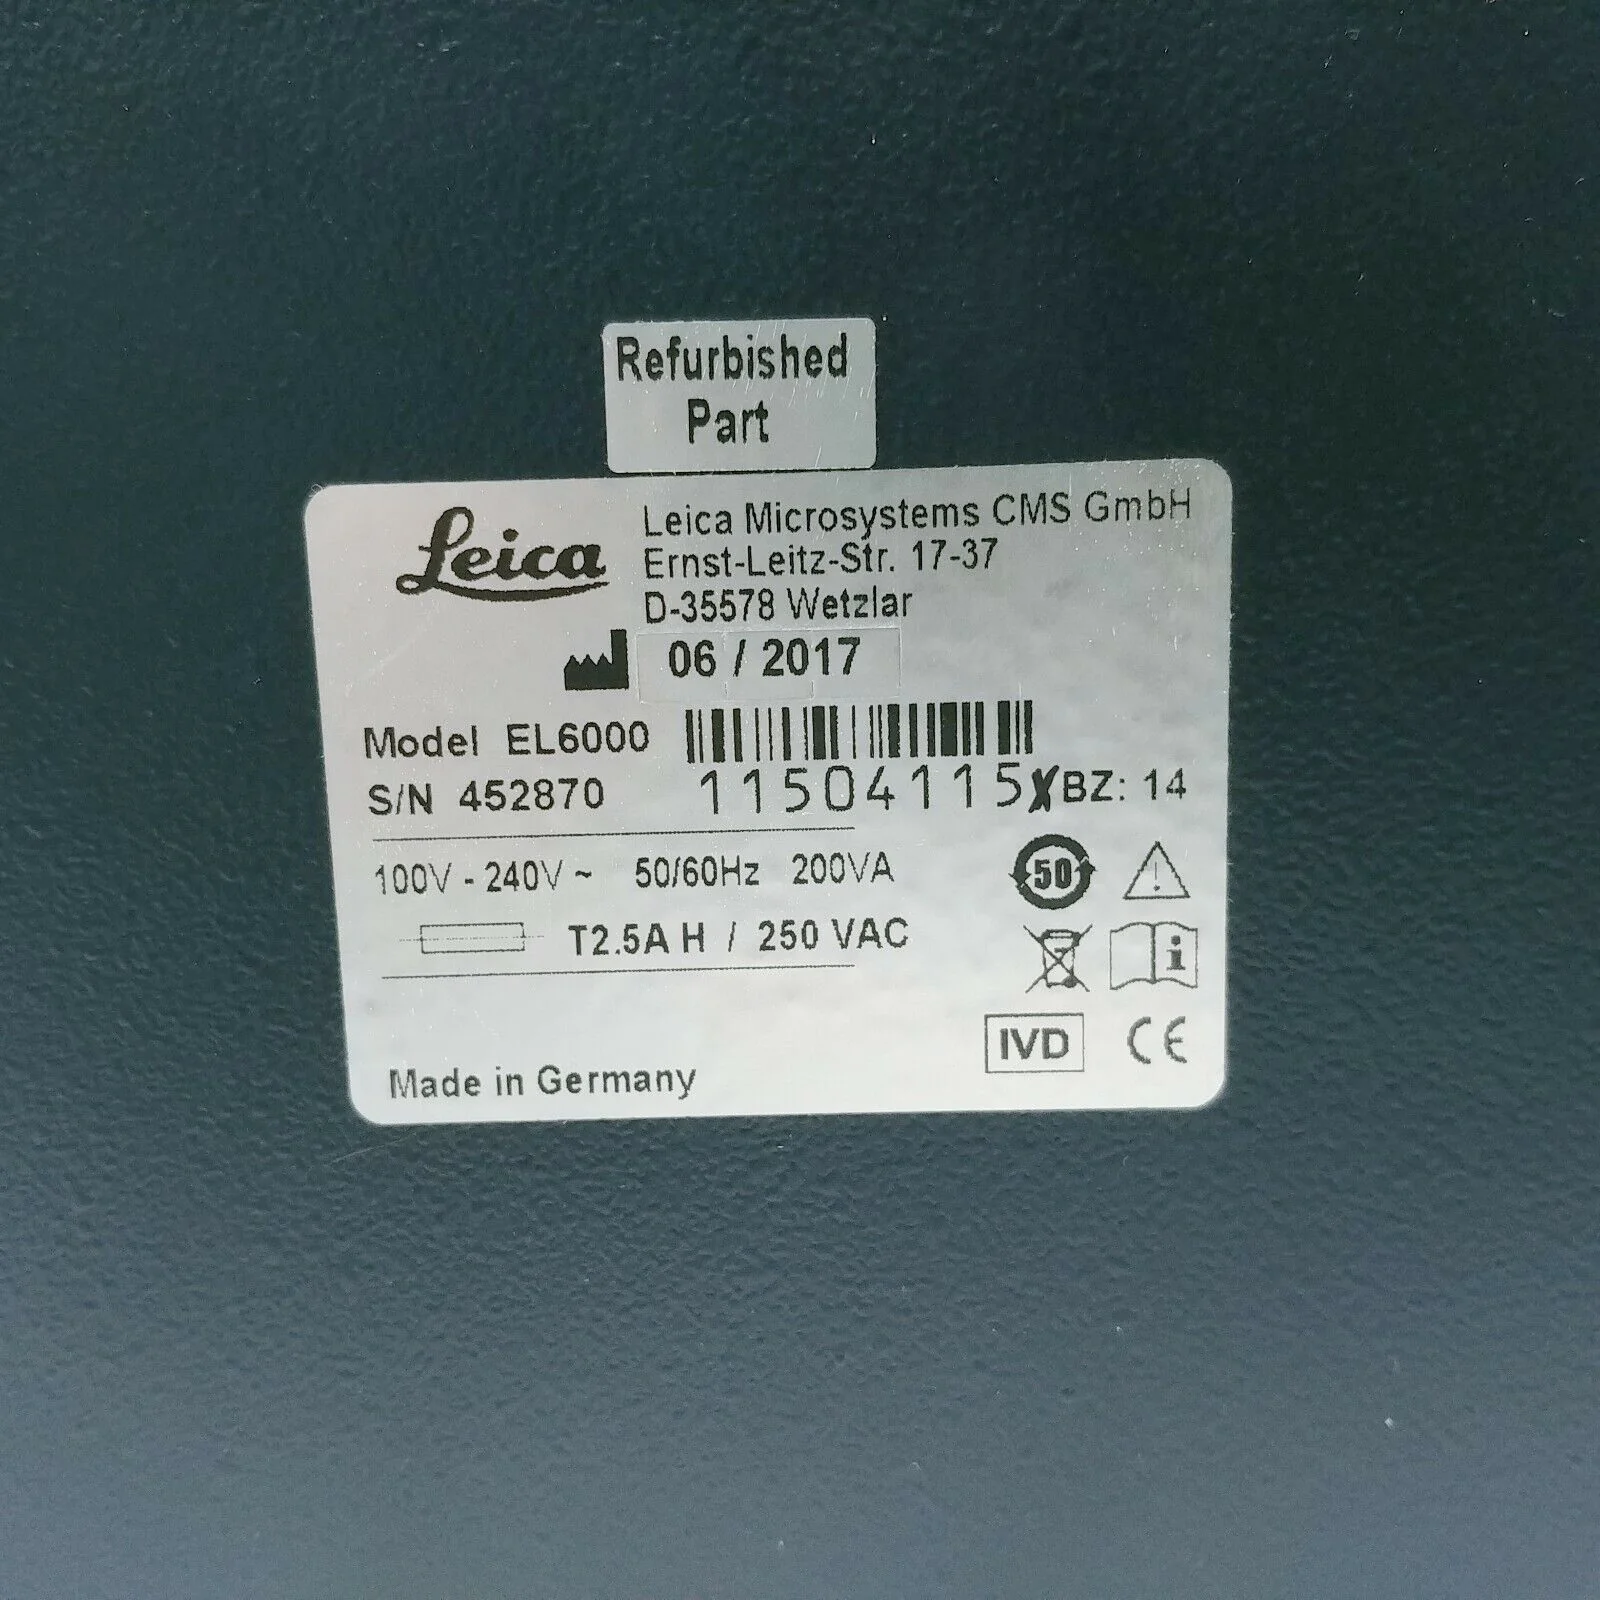 Refurbished
Part
Leica
Leica Microsystems CMS GmbH
Ernst-Leitz-Str. 17-37
D-35578 Wetzlar
06 / 2017
Model EL6000
S/N 452870
11504115
BZ: 14
100V - 240V ~ 50/60Hz 200VA
50
T2.5A H / 250 VAC
i
IVD CE
Made in Germany